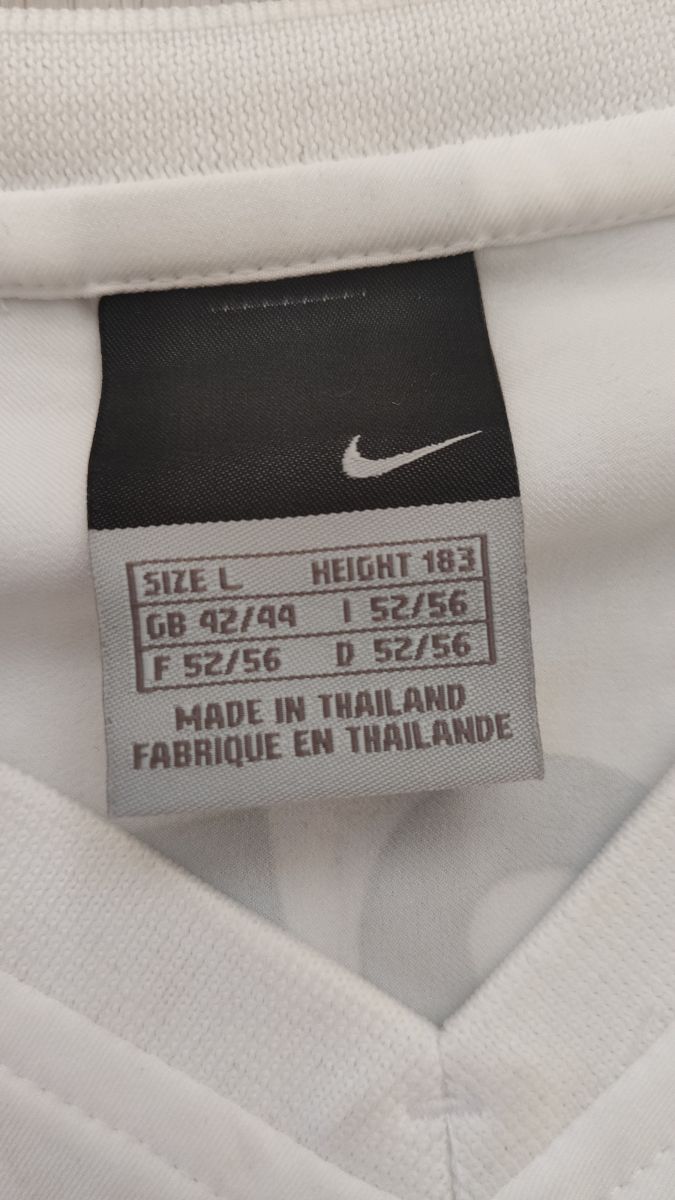 SIZE L HEIGHT 183
GB 42/44 I 52/56
F 52/56 D 52/56
MADE IN THAILAND
FABRIQUE EN THAILANDE